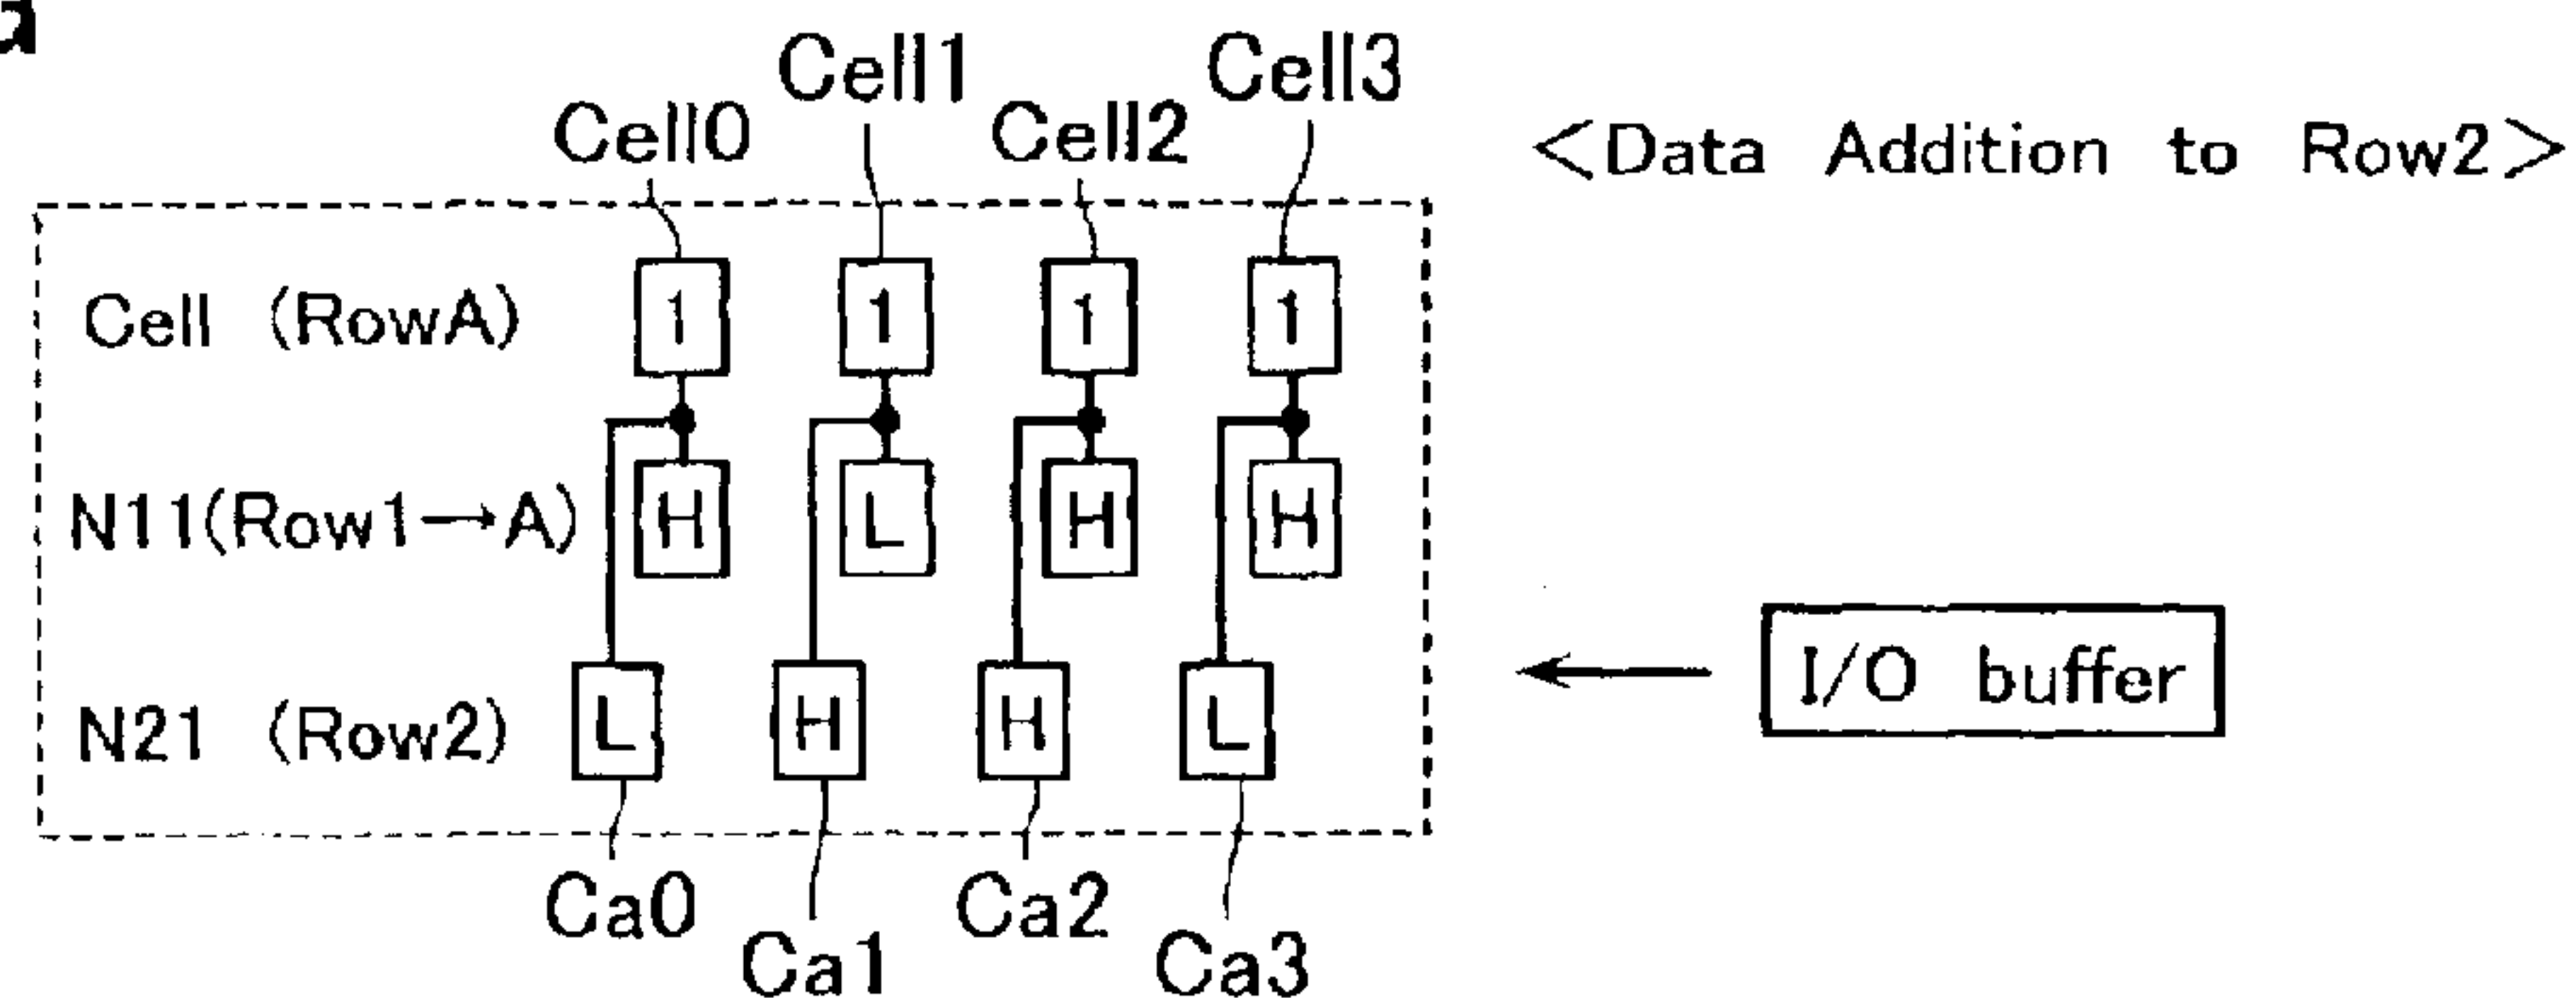 Cell0 Cell1 Cell2 Cell3
<Data Addition to Row2>
Cell (RowA) 1 1 1 1
N11(Row1→A) H L H H
N21 (Row2) L H H L
I/O buffer
Ca0 Ca1 Ca2 Ca3